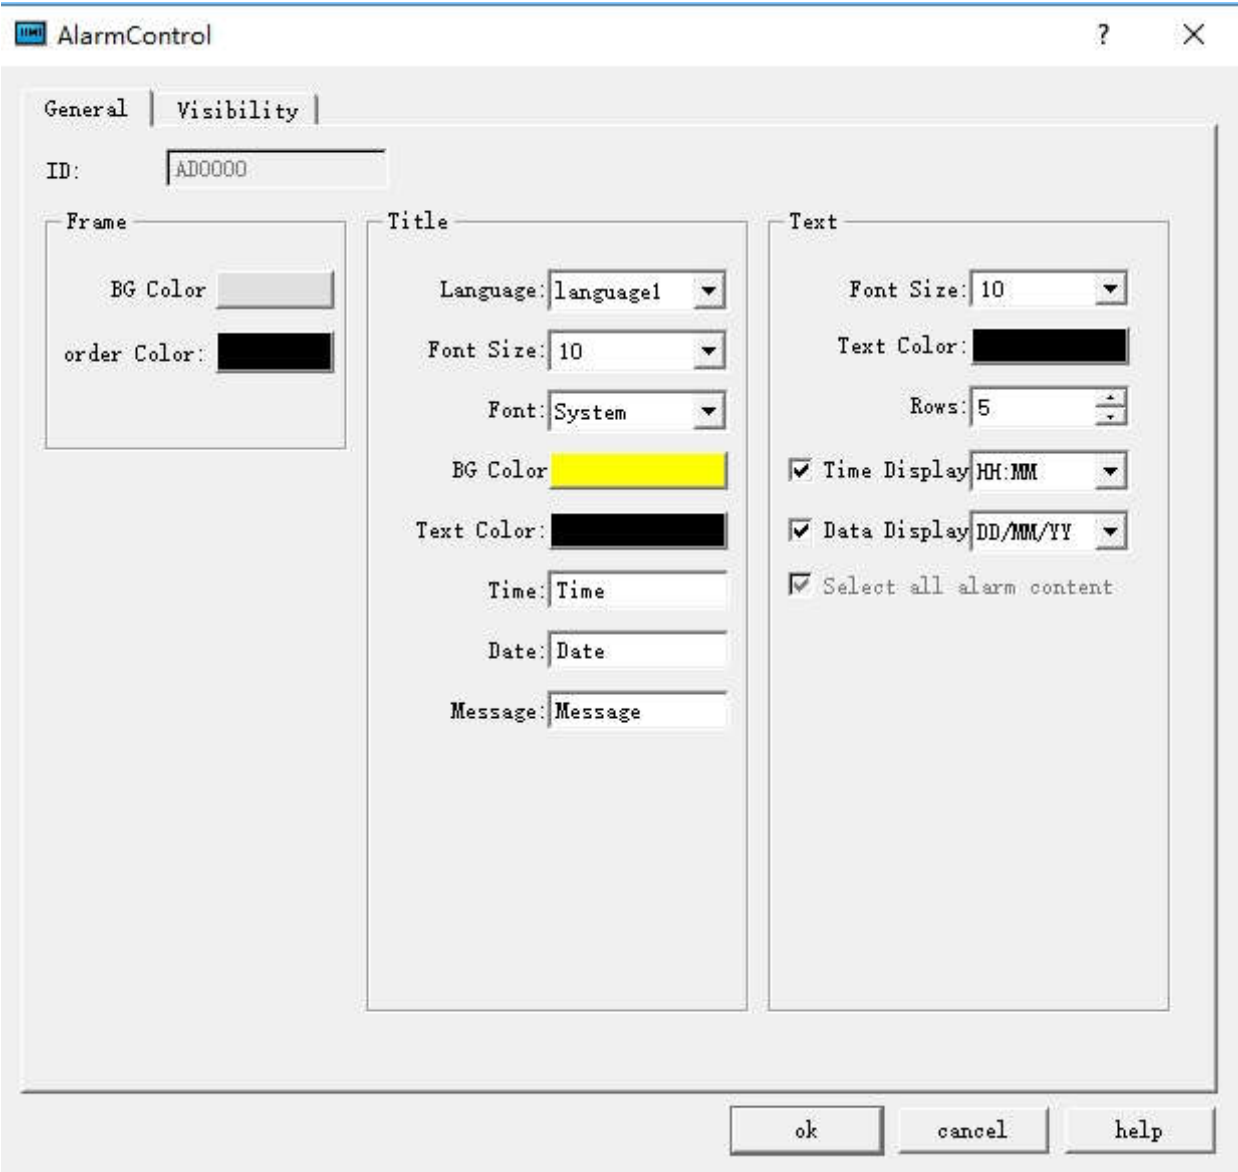 HMI AlarmControl ?
General Visibility
ID: AD0000
Frame
BG Color
order Color:
Title
Language: language1
Font Size: 10
Font: System
BG Color
Text Color:
Time: Time
Date: Date
Message: Message
Text
Font Size: 10
Text Color:
Rows: 5
Time Display HH:MM
Data Display DD/MM/YY
Select all alarm content
ok cancel help